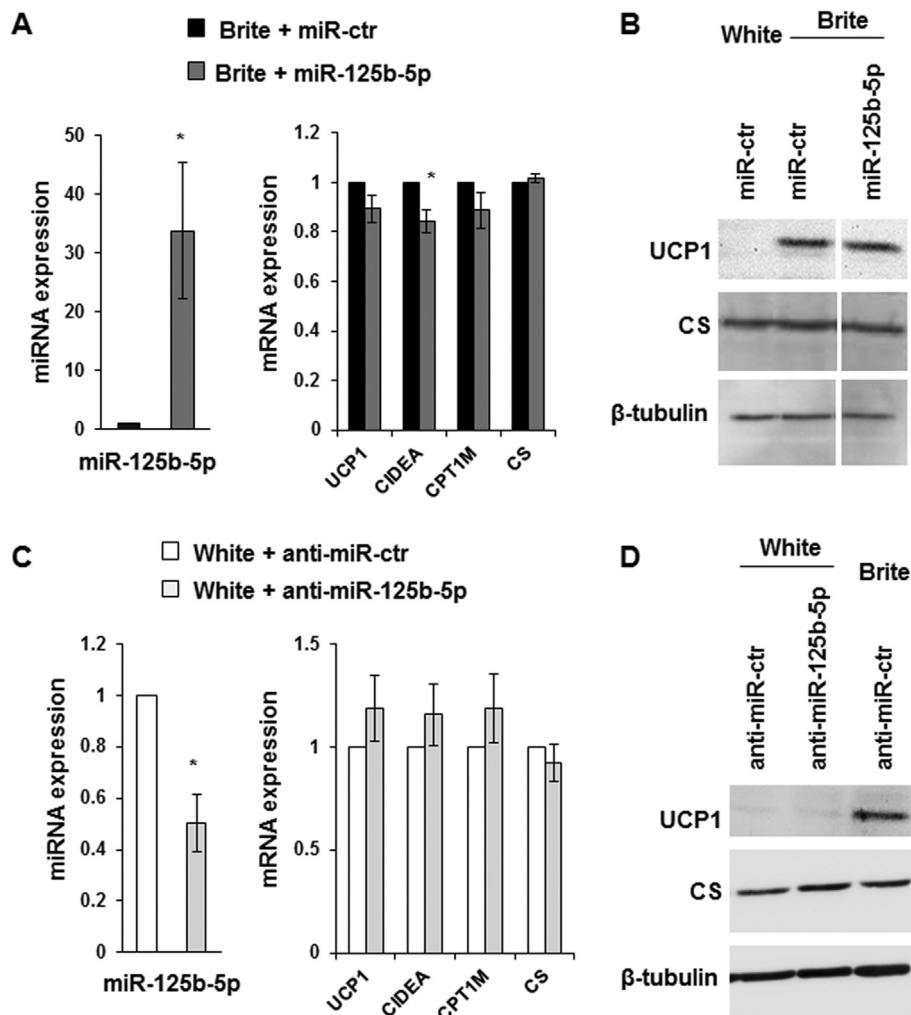 A
Brite + miR-ctr
Brite + miR-125b-5p
miRNA expression
50
40
30
20
10
0
*
miR-125b-5p
mRNA expression
1.2
1
0.8
0.6
0.4
0.2
0
*
UCP1
CIDEA
CPT1M
CS
B
White
Brite
miR-ctr
miR-ctr
miR-125b-5p
UCP1
CS
β-tubulin
C
White + anti-miR-ctr
White + anti-miR-125b-5p
miRNA expression
1.2
1
0.8
0.6
0.4
0.2
0
*
miR-125b-5p
mRNA expression
1.5
1
0.5
0
UCP1
CIDEA
CPT1M
CS
D
White
Brite
anti-miR-ctr
anti-miR-125b-5p
anti-miR-ctr
UCP1
CS
β-tubulin